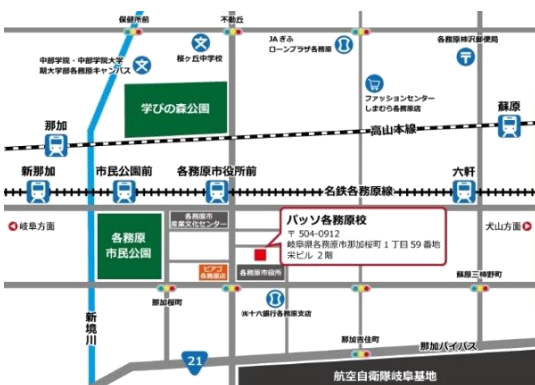 保健所前
不動丘
中部学院・中部学院大学
期大学部各務原キャンパス
桜ヶ丘中学校
JAぎふ
ローンプラザ各務原
各務原柿沢郵便局
学びの森公園
ファッションセンター
しまむら各務原店
蘇原
那加
高山本線
新那加
市民公園前
各務原市役所前
名鉄各務原線
六軒
岐阜方面
各務原
市民公園
各務原市
産業文化センター
ピアゴ
各務原店
各務原市役所
パッソ各務原校
〒 504-0912
岐阜県各務原市那加桜町1丁目59番地
栄ビル 2階
犬山方面
那加桜町
㈱十六銀行各務原支店
蘇原三柿野町
新境川
21
那加吉住町
那加バイパス
航空自衛隊岐阜基地